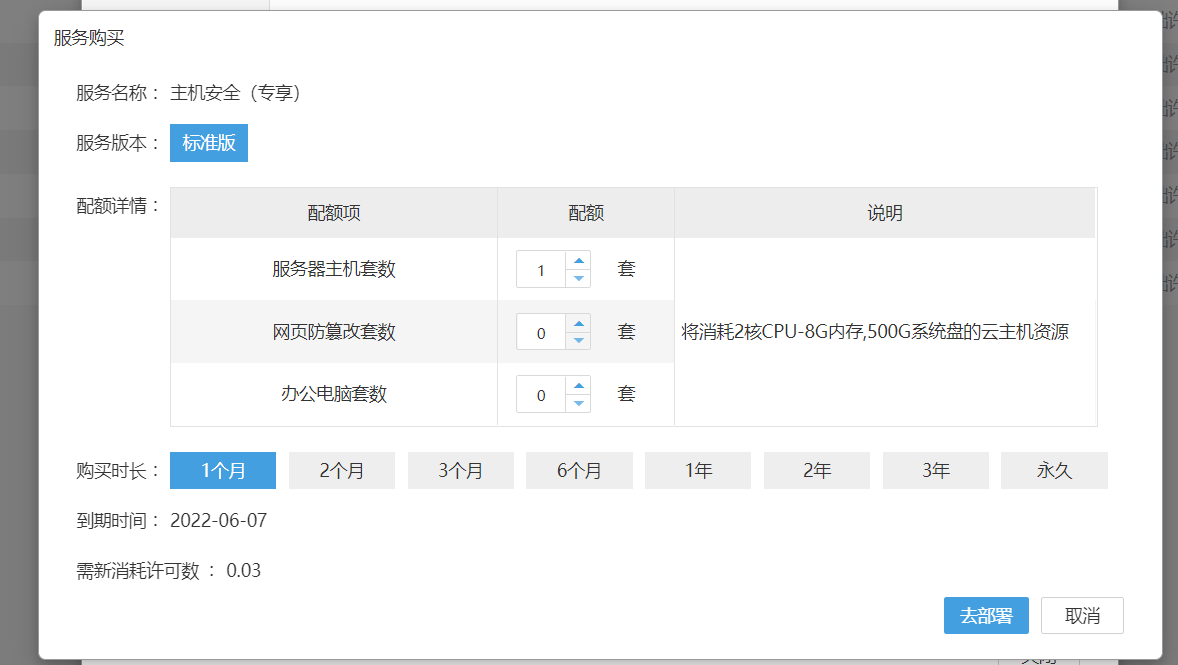 服务购买
服务名称： 主机安全（专享）
服务版本： 标准版
配额详情：
配额项 配额 说明
服务器主机套数 1 套
网页防篡改套数 0 套 将消耗2核CPU-8G内存,500G系统盘的云主机资源
办公电脑套数 0 套
购买时长： 1个月 2个月 3个月 6个月 1年 2年 3年 永久
到期时间： 2022-06-07
需新消耗许可数 ： 0.03
去部署 取消